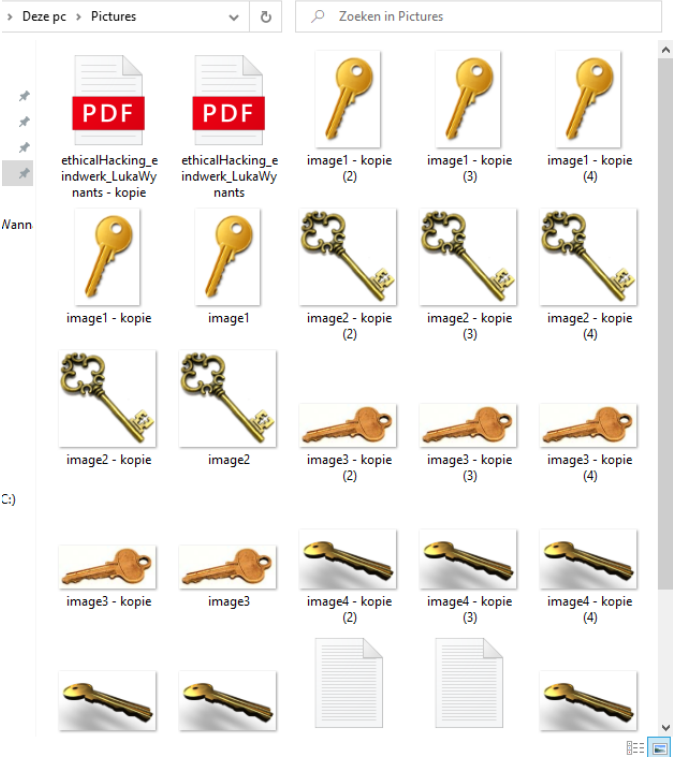 Deze pc > Pictures
Zoeken in Pictures
PDF
PDF
ethicalHacking_e
indwerk_LukaWy
nants - kopie
ethicalHacking_e
indwerk_LukaWy
nants
image1 - kopie
(2)
image1 - kopie
(3)
image1 - kopie
(4)
Wann
image1 - kopie
image1
image2 - kopie
(2)
image2 - kopie
(3)
image2 - kopie
(4)
image2 - kopie
image2
image3 - kopie
(2)
image3 - kopie
(3)
image3 - kopie
(4)
C:)
image3 - kopie
image3
image4 - kopie
(2)
image4 - kopie
(3)
image4 - kopie
(4)